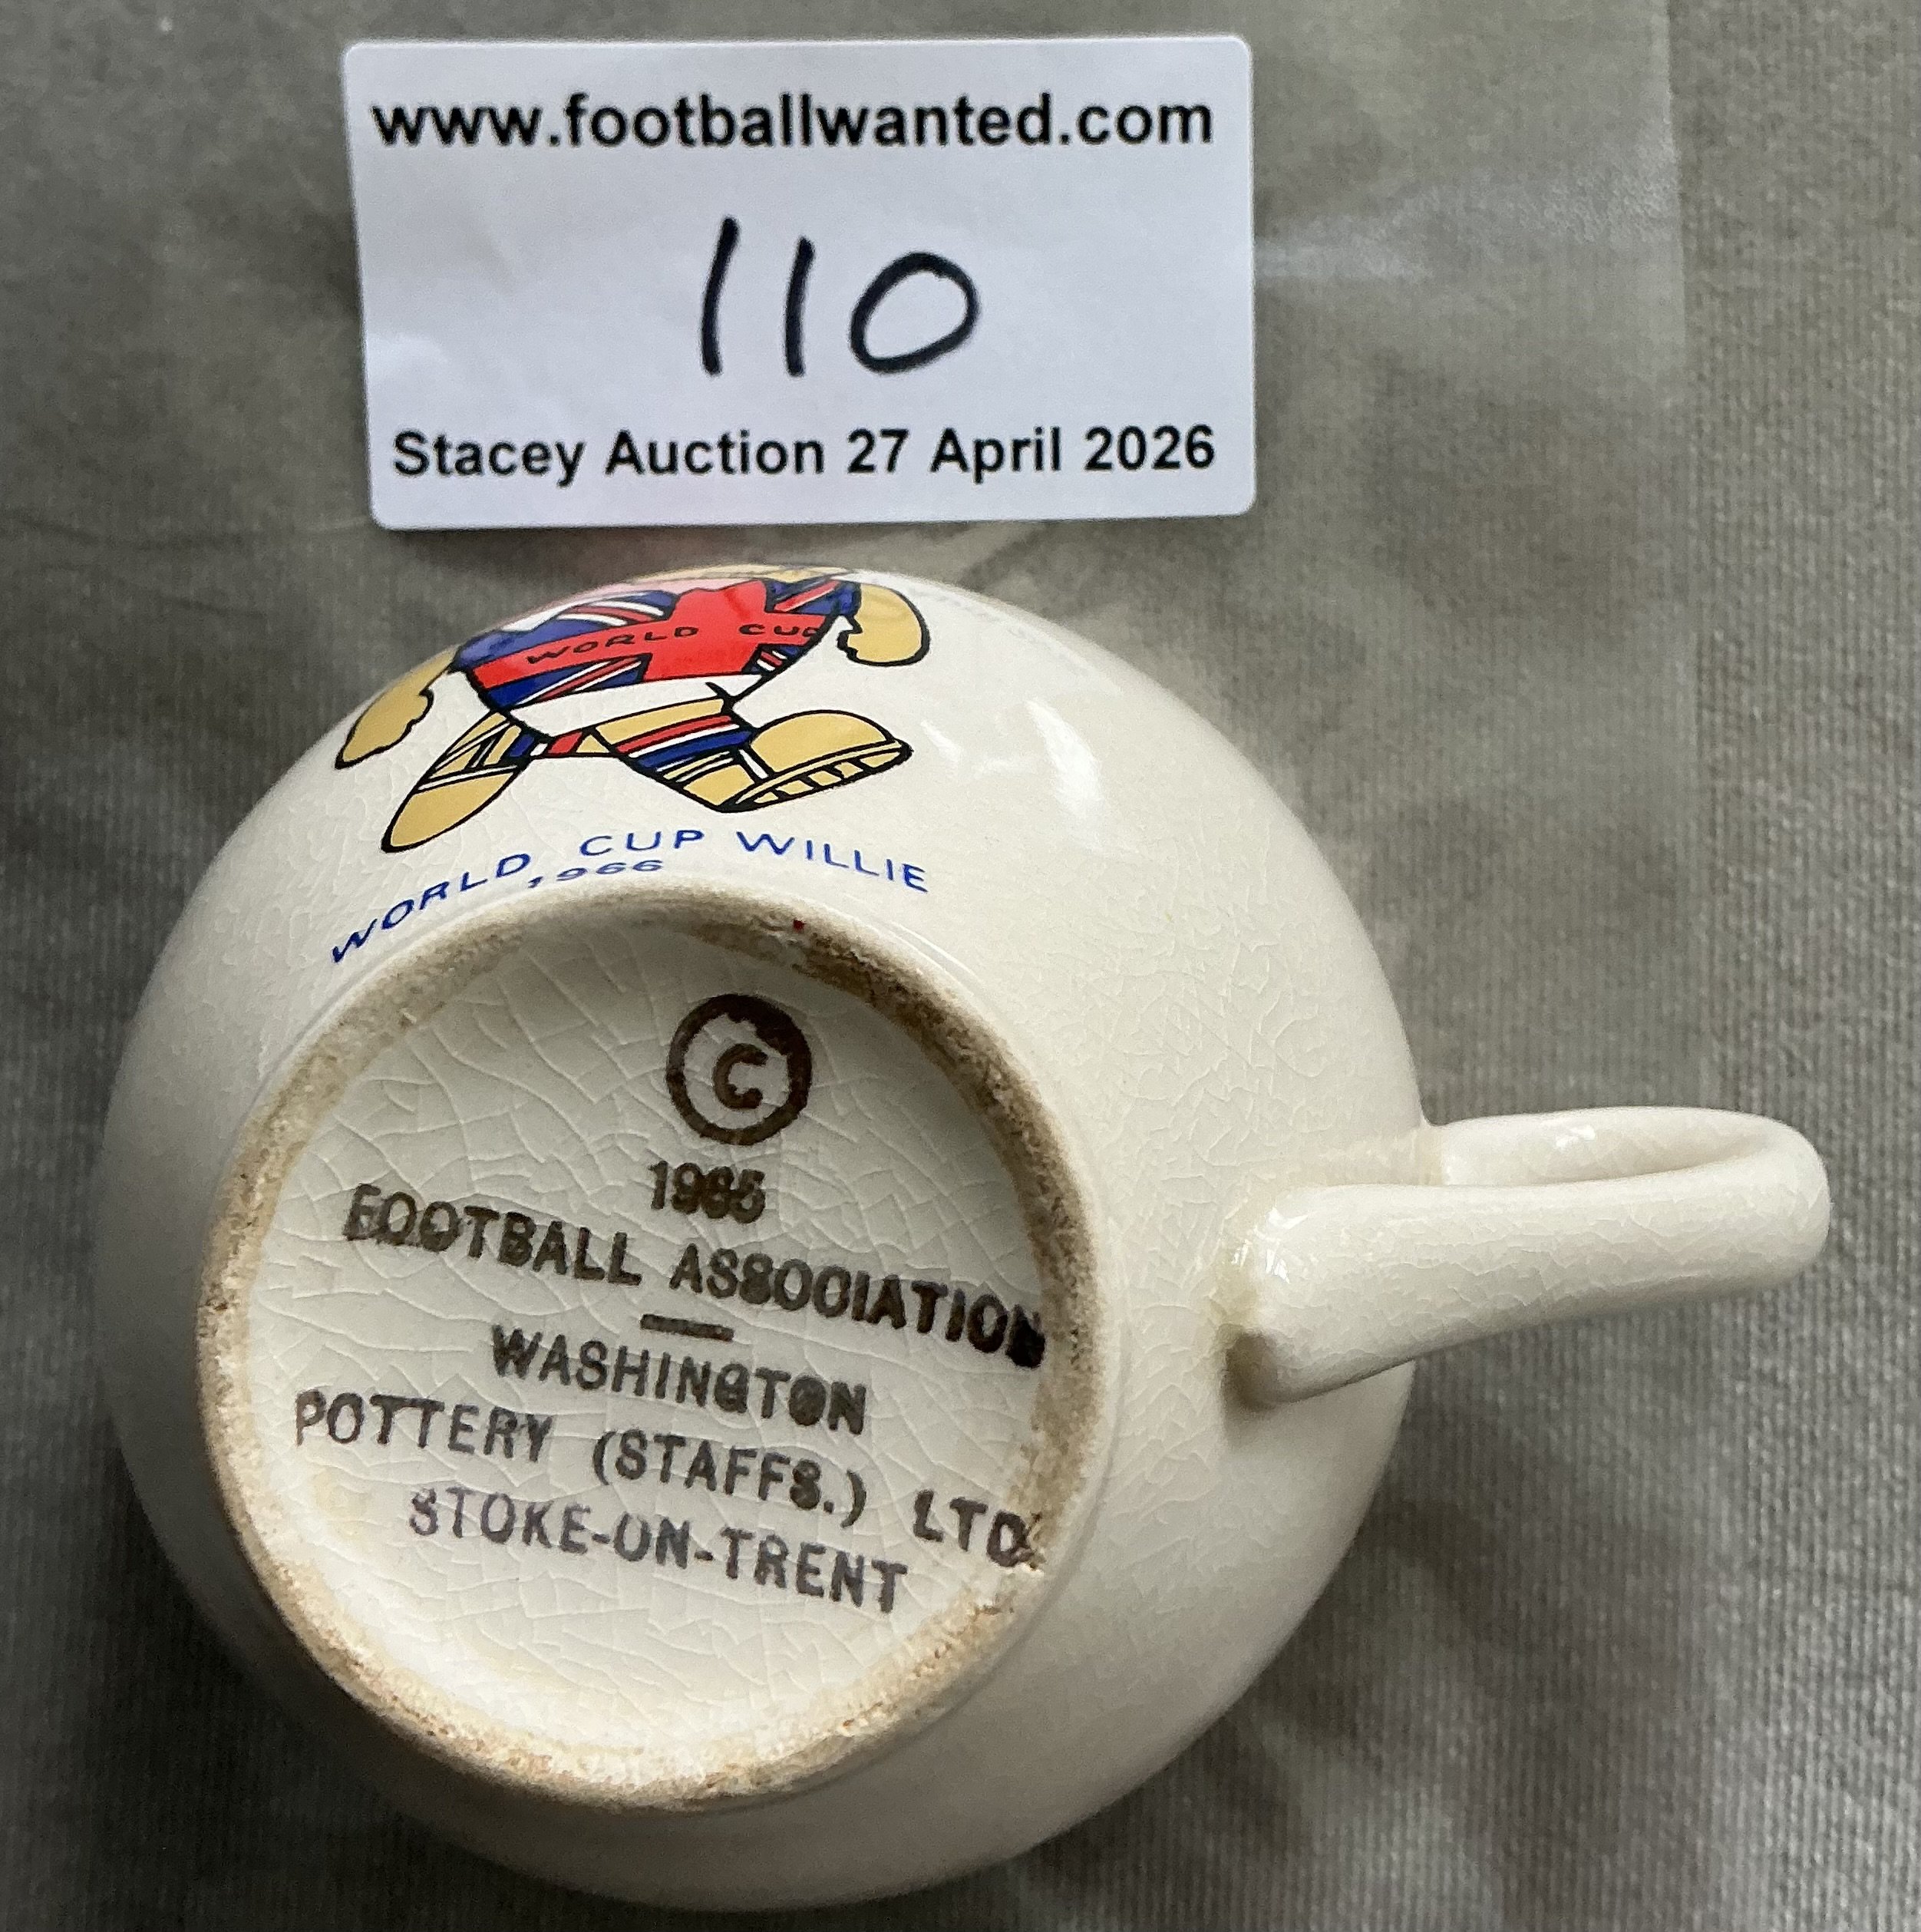 www.footballwanted.com
110
Stacey Auction 27 April 2026
WORLD CUP
WORLD CUP WILLIE
1966
©
1965
FOOTBALL ASSOCIATION
—
WASHINGTON
POTTERY (STAFFS.) LTD.
STOKE-ON-TRENT